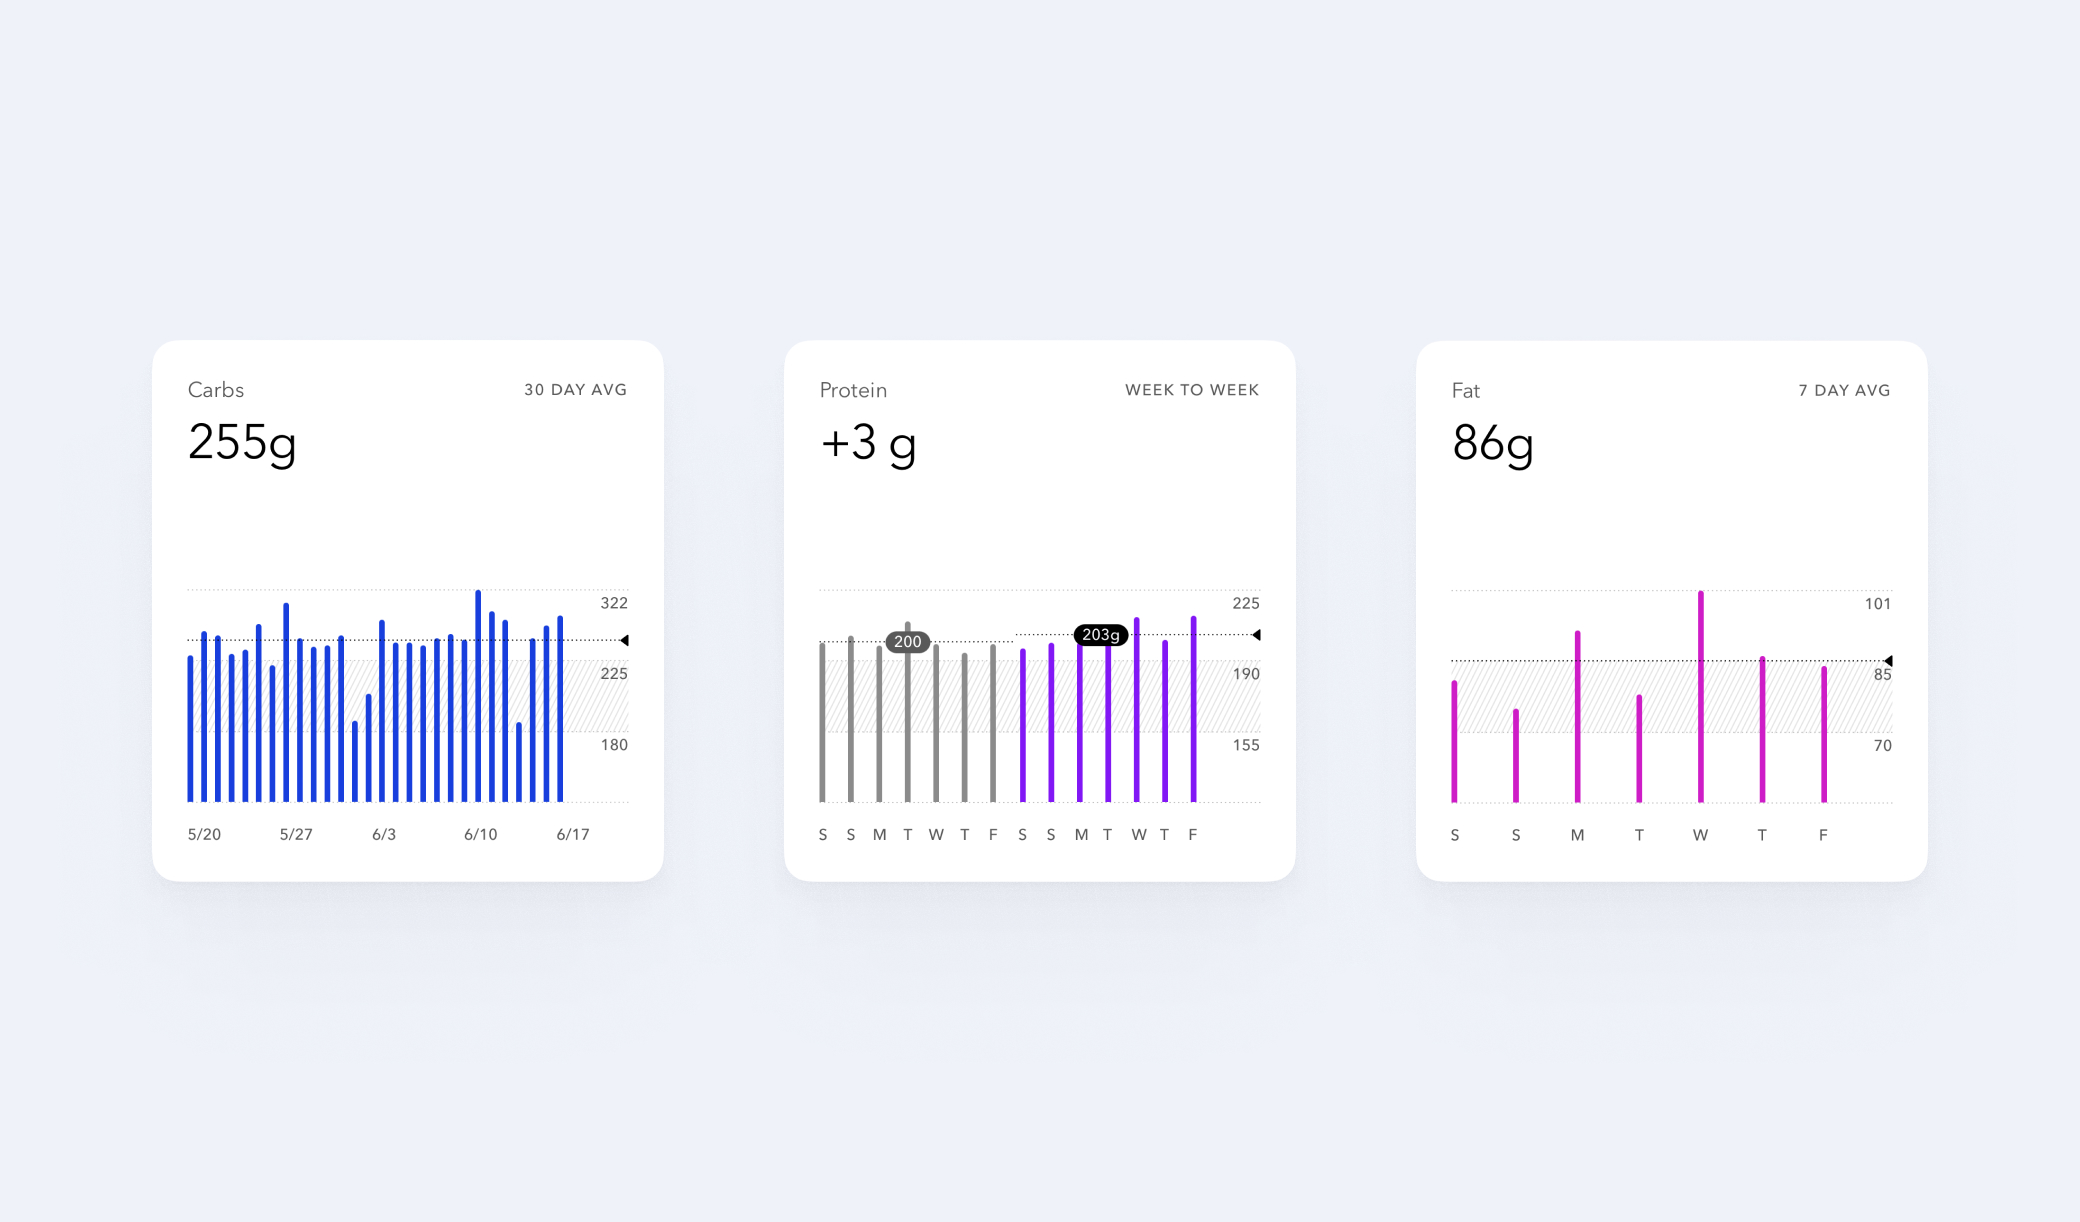 Carbs 30 DAY AVG
255g
322
225
180
5/20 5/27 6/3 6/10 6/17
Protein WEEK TO WEEK
+3 g
225
200 203g
190
155
S S M T W T F S S M T W T F
Fat 7 DAY AVG
86g
101
85
70
S S M T W T F